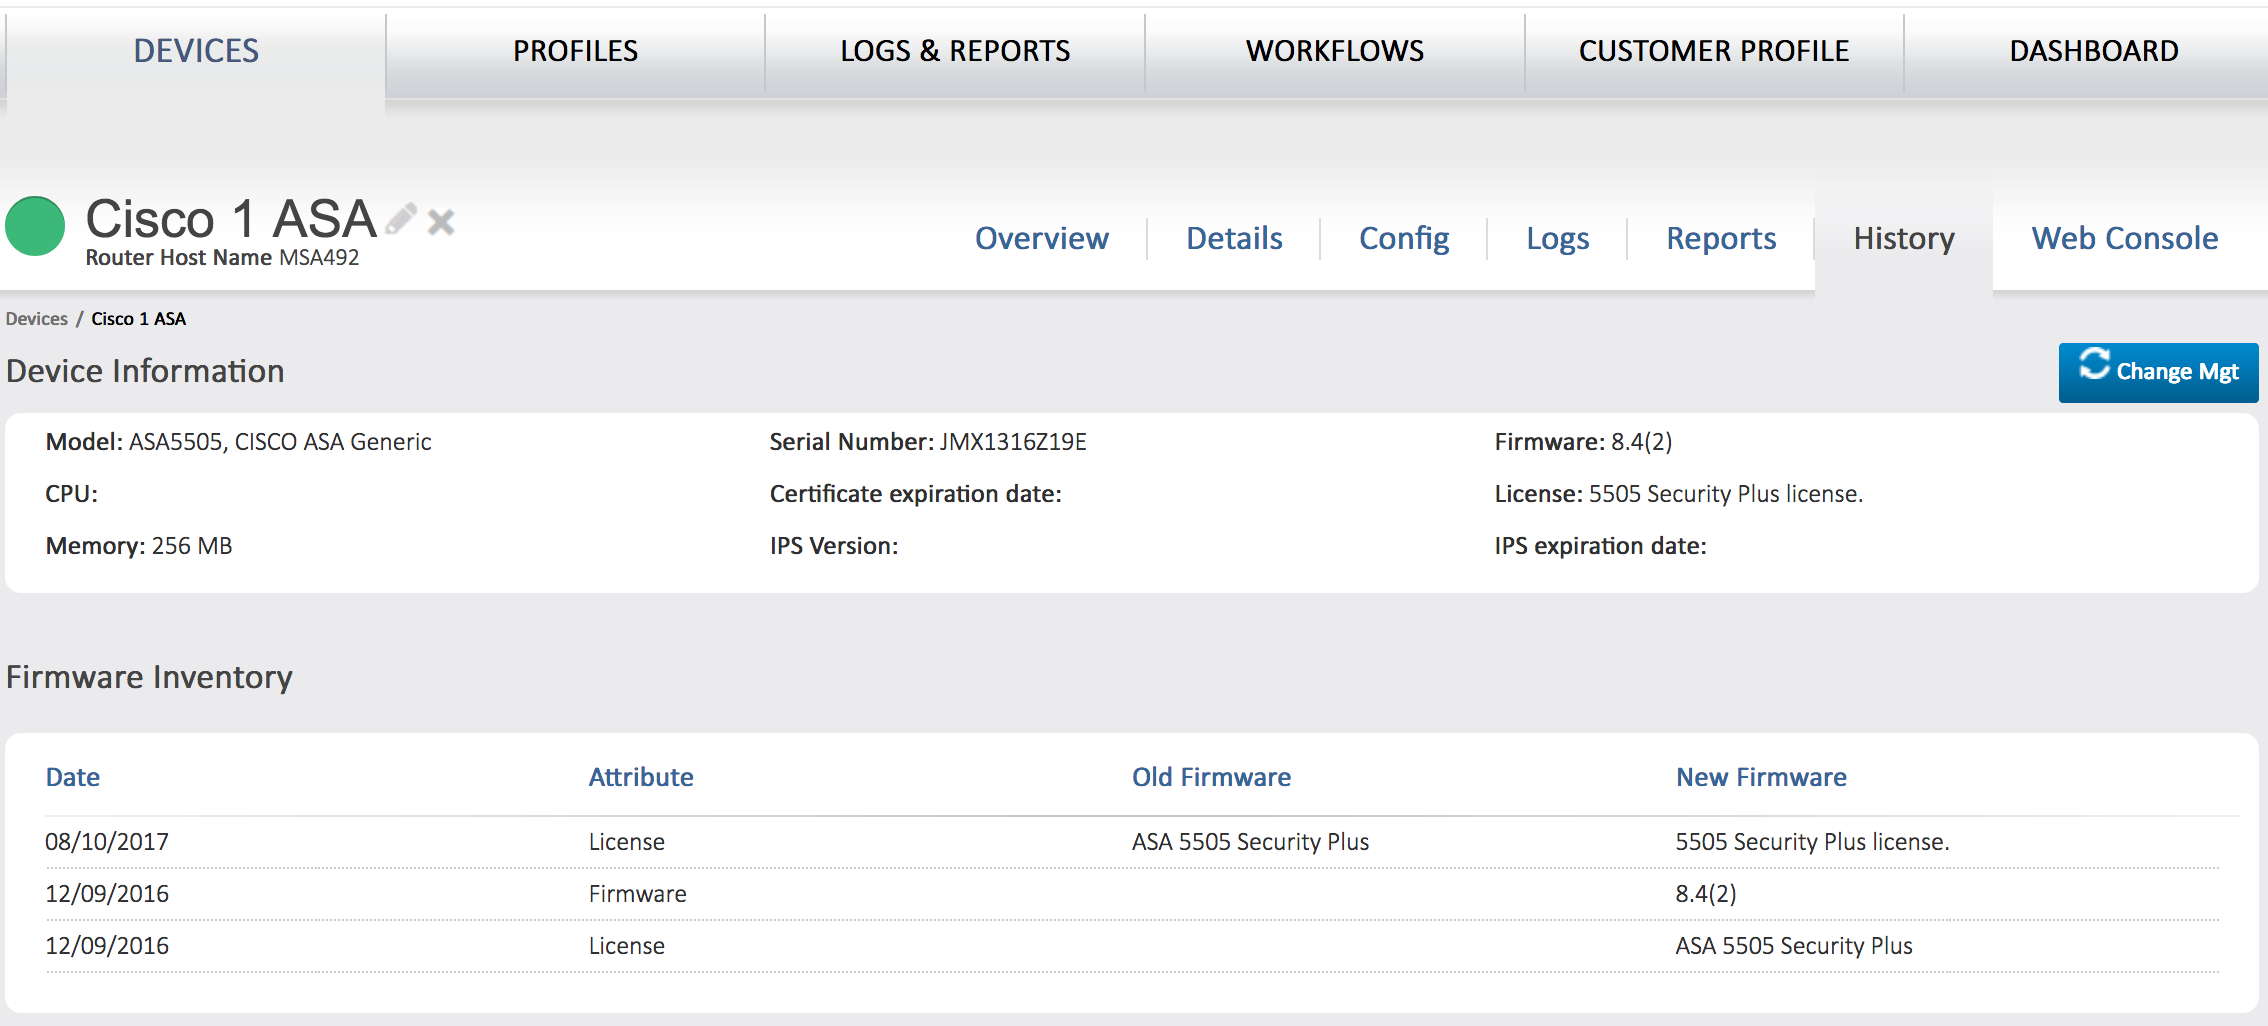 DEVICES PROFILES LOGS & REPORTS WORKFLOWS CUSTOMER PROFILE DASHBOARD
Cisco 1 ASA
Router Host Name MSA492
Overview Details Config Logs Reports History Web Console
Devices / Cisco 1 ASA
Device Information
Change Mgt
Model: ASA5505, CISCO ASA Generic Serial Number: JMX1316Z19E Firmware: 8.4(2)
CPU: Certificate expiration date: License: 5505 Security Plus license.
Memory: 256 MB IPS Version: IPS expiration date:
Firmware Inventory
Date Attribute Old Firmware New Firmware
08/10/2017 License ASA 5505 Security Plus 5505 Security Plus license.
12/09/2016 Firmware 8.4(2)
12/09/2016 License ASA 5505 Security Plus